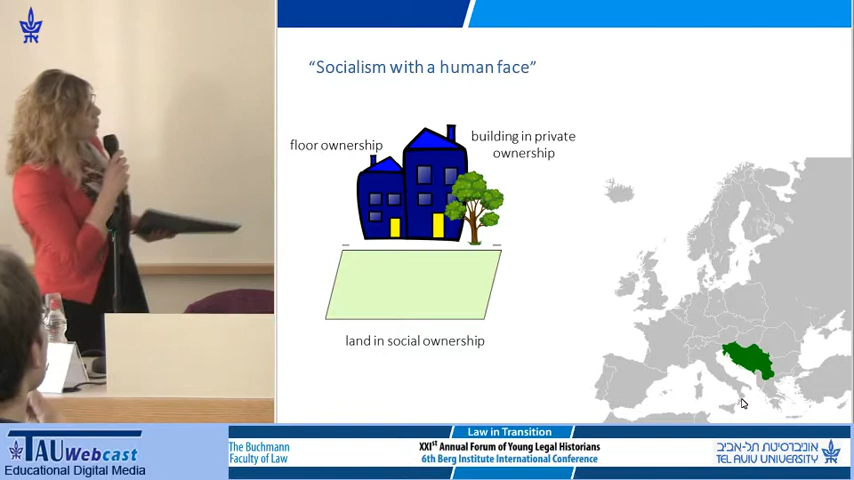 “Socialism with a human face”
floor ownership
building in private
ownership
land in social ownership
TAU Webcast
Educational Digital Media
The Buchmann
Faculty of Law
Law in Transition
XXIst Annual Forum of Young Legal Historians
6th Berg Institute International Conference
אוניברסיטת תל-אביב
TEL AVIV UNIVERSITY